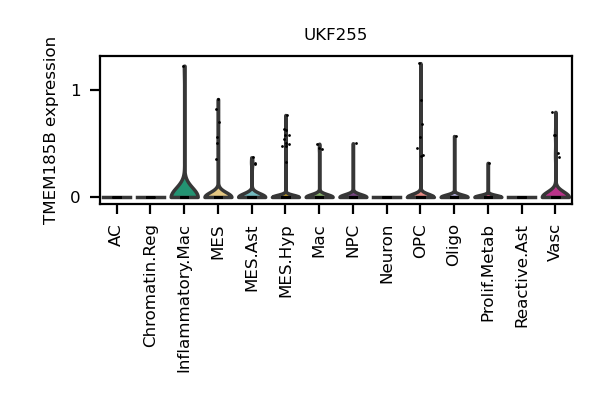 UKF255
TMEM185B expression
1
0
AC
Chromatin.Reg
Inflammatory.Mac
MES
MES.Ast
MES.Hyp
Mac
NPC
Neuron
OPC
Oligo
Prolif.Metab
Reactive.Ast
Vasc